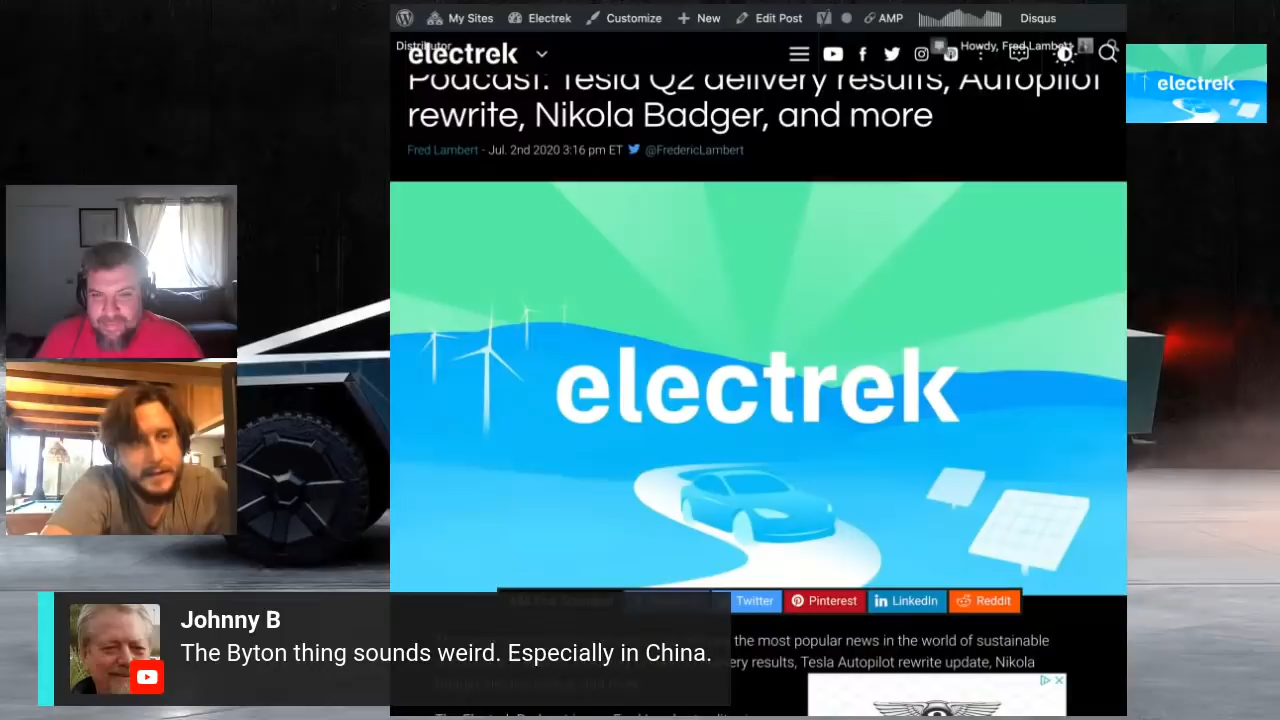 My Sites
Electrek
Customize
New
Edit Post
AMP
Disqus
Distributor
electrek
Howdy, Fred Lambert
Podcast: Tesla Q2 delivery results, Autopilot
rewrite, Nikola Badger, and more
Fred Lambert - Jul. 2nd 2020 3:16 pm ET @FredericLambert
electrek
electrek
Twitter
Pinterest
LinkedIn
Reddit
the most popular news in the world of sustainable
ery results, Tesla Autopilot rewrite update, Nikola
Johnny B
The Byton thing sounds weird. Especially in China.